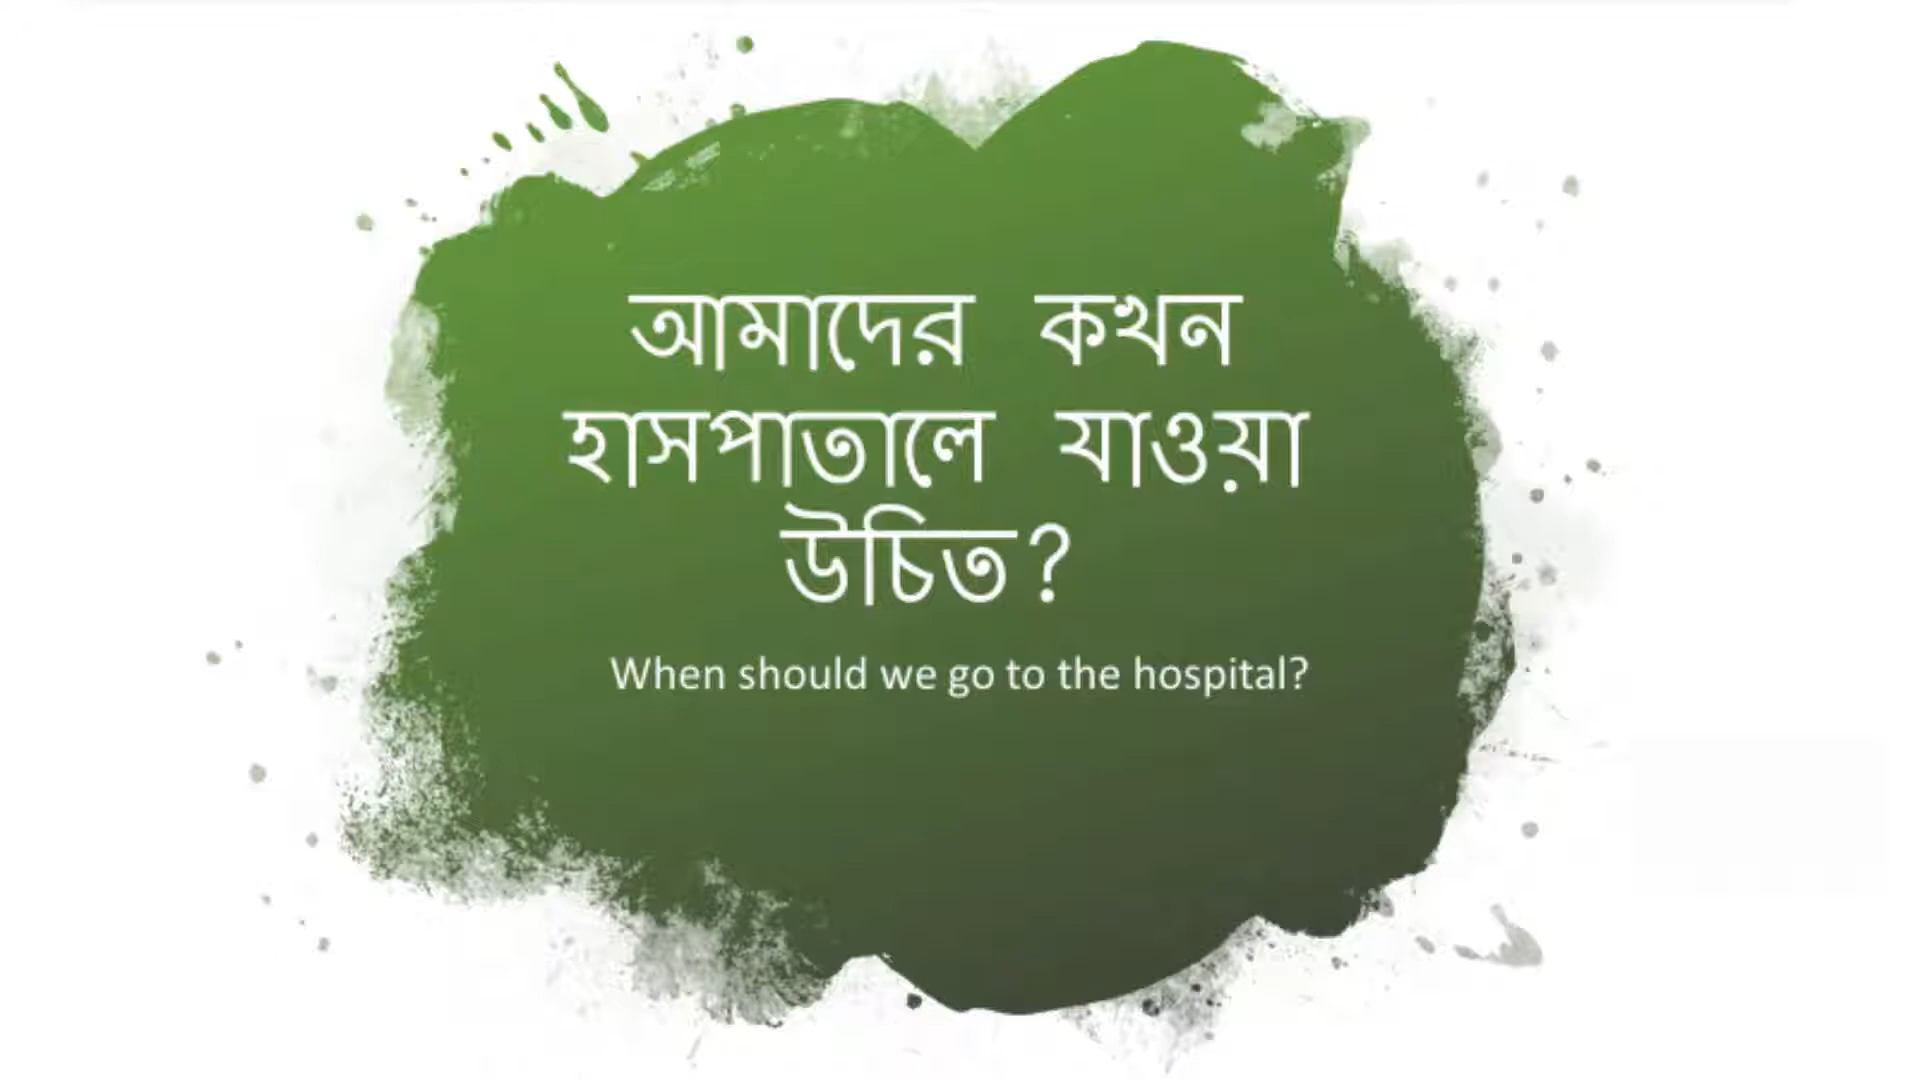 আমাদের কখন
হাসপাতালে যাওয়া
উচিত?
When should we go to the hospital?